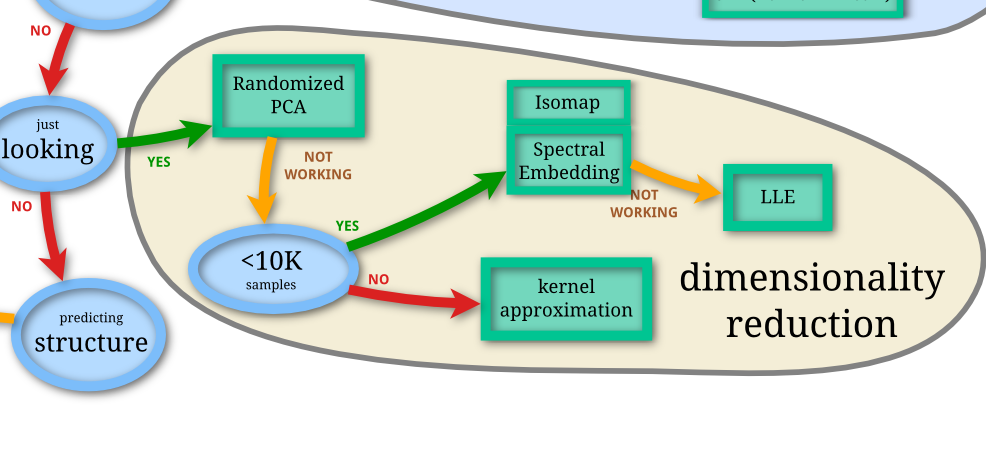 NO
just
looking
YES
NO
predicting
structure
Randomized
PCA
NOT
WORKING
<10K
samples
YES
NO
Isomap
Spectral
Embedding
NOT
WORKING
LLE
kernel
approximation
dimensionality
reduction